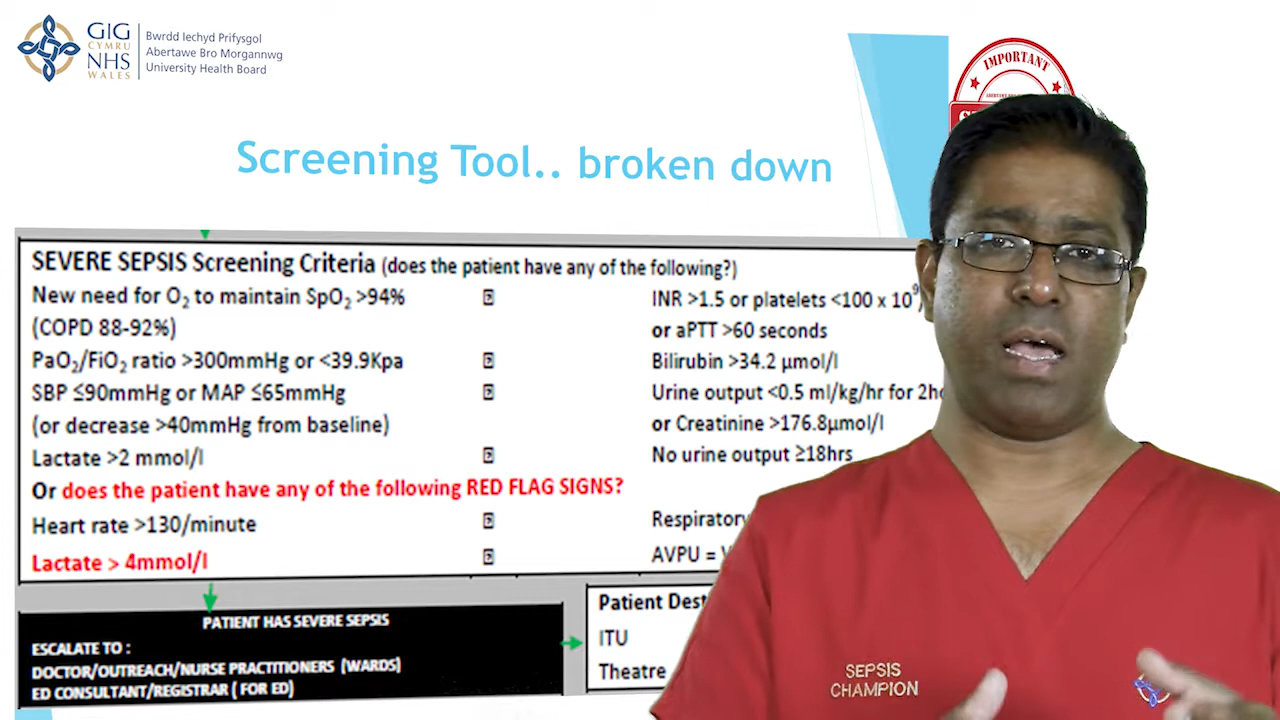 GIG
CYMRU
NHS
WALES
Bwrdd Iechyd Prifysgol
Abertawe Bro Morgannwg
University Health Board
IMPORTANT
Screening Tool.. broken down
SEVERE SEPSIS Screening Criteria (does the patient have any of the following?)
New need for O₂ to maintain SpO₂ >94%
(COPD 88-92%)
PaO₂/FiO₂ ratio >300mmHg or <39.9Kpa
SBP ≤90mmHg or MAP ≤65mmHg
(or decrease >40mmHg from baseline)
Lactate >2 mmol/l
INR >1.5 or platelets <100 x 10⁹
or aPTT >60 seconds
Bilirubin >34.2 µmol/l
Urine output <0.5 ml/kg/hr for
or Creatinine >176.8µmol/l
No urine output ≥18hrs
Or does the patient have any of the following RED FLAG SIGNS?
Heart rate >130/minute
Lactate > 4mmol/l
Respiratory
AVPU =
PATIENT HAS SEVERE SEPSIS
ESCALATE TO :
DOCTOR/OUTREACH/NURSE PRACTITIONERS (WARDS)
ED CONSULTANT/REGISTRAR ( FOR ED)
Patient
ITU
Theatre
SEPSIS
CHAMPION